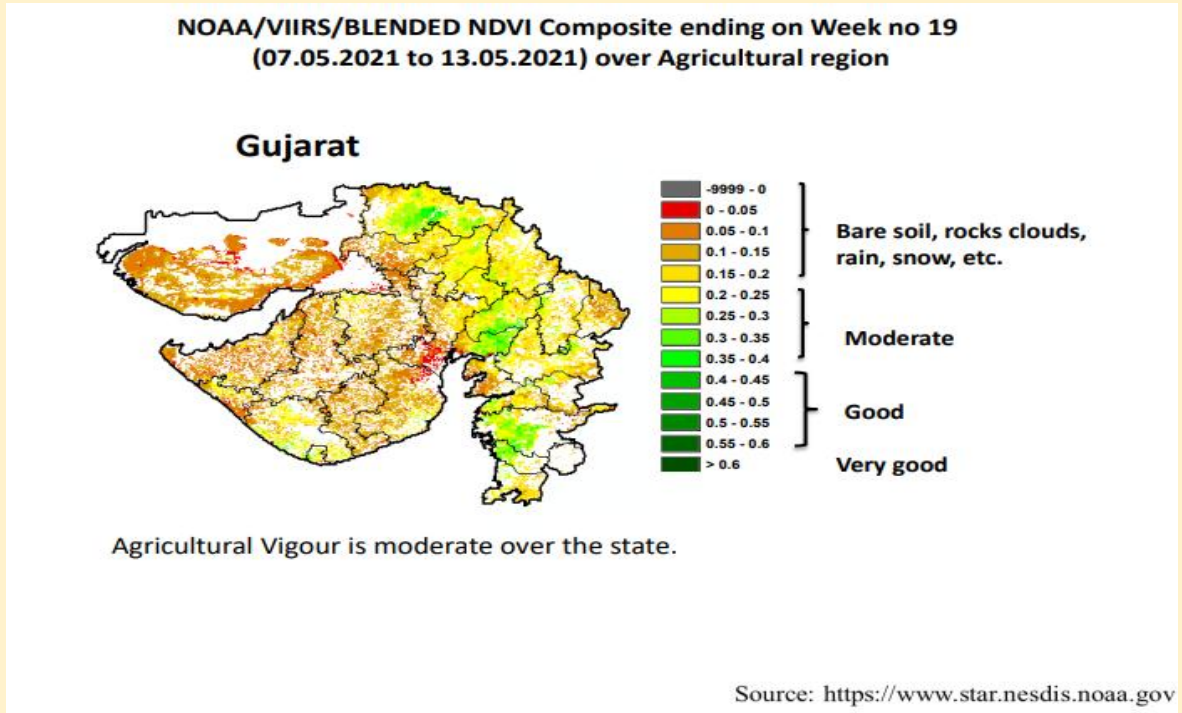 NOAA/VIIRS/BLENDED NDVI Composite ending on Week no 19
(07.05.2021 to 13.05.2021) over Agricultural region
Gujarat
-9999 - 0
0 - 0.05
0.05 - 0.1
0.1 - 0.15
0.15 - 0.2
0.2 - 0.25
0.25 - 0.3
0.3 - 0.35
0.35 - 0.4
0.4 - 0.45
0.45 - 0.5
0.5 - 0.55
0.55 - 0.6
> 0.6
Bare soil, rocks clouds,
rain, snow, etc.
Moderate
Good
Very good
Agricultural Vigour is moderate over the state.
Source: https://www.star.nesdis.noaa.gov